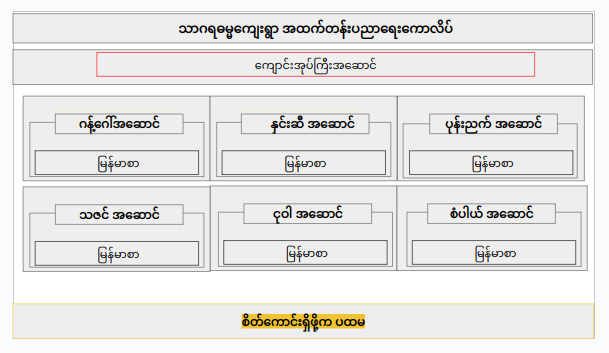 သာဂရဓမ္မကျေးရွာ အထက်တန်းပညာရေးကောလိပ်
ကျောင်းအုပ်ကြီးအဆောင်
ဂန့်ဂေါ်အဆောင်
နှင်းဆီ အဆောင်
ပုန်းညက် အဆောင်
မြန်မာစာ
မြန်မာစာ
မြန်မာစာ
သဇင် အဆောင်
ငုဝါ အဆောင်
စံပါယ် အဆောင်
မြန်မာစာ
မြန်မာစာ
မြန်မာစာ
စိတ်ကောင်းရှိဖို့က ပထမ